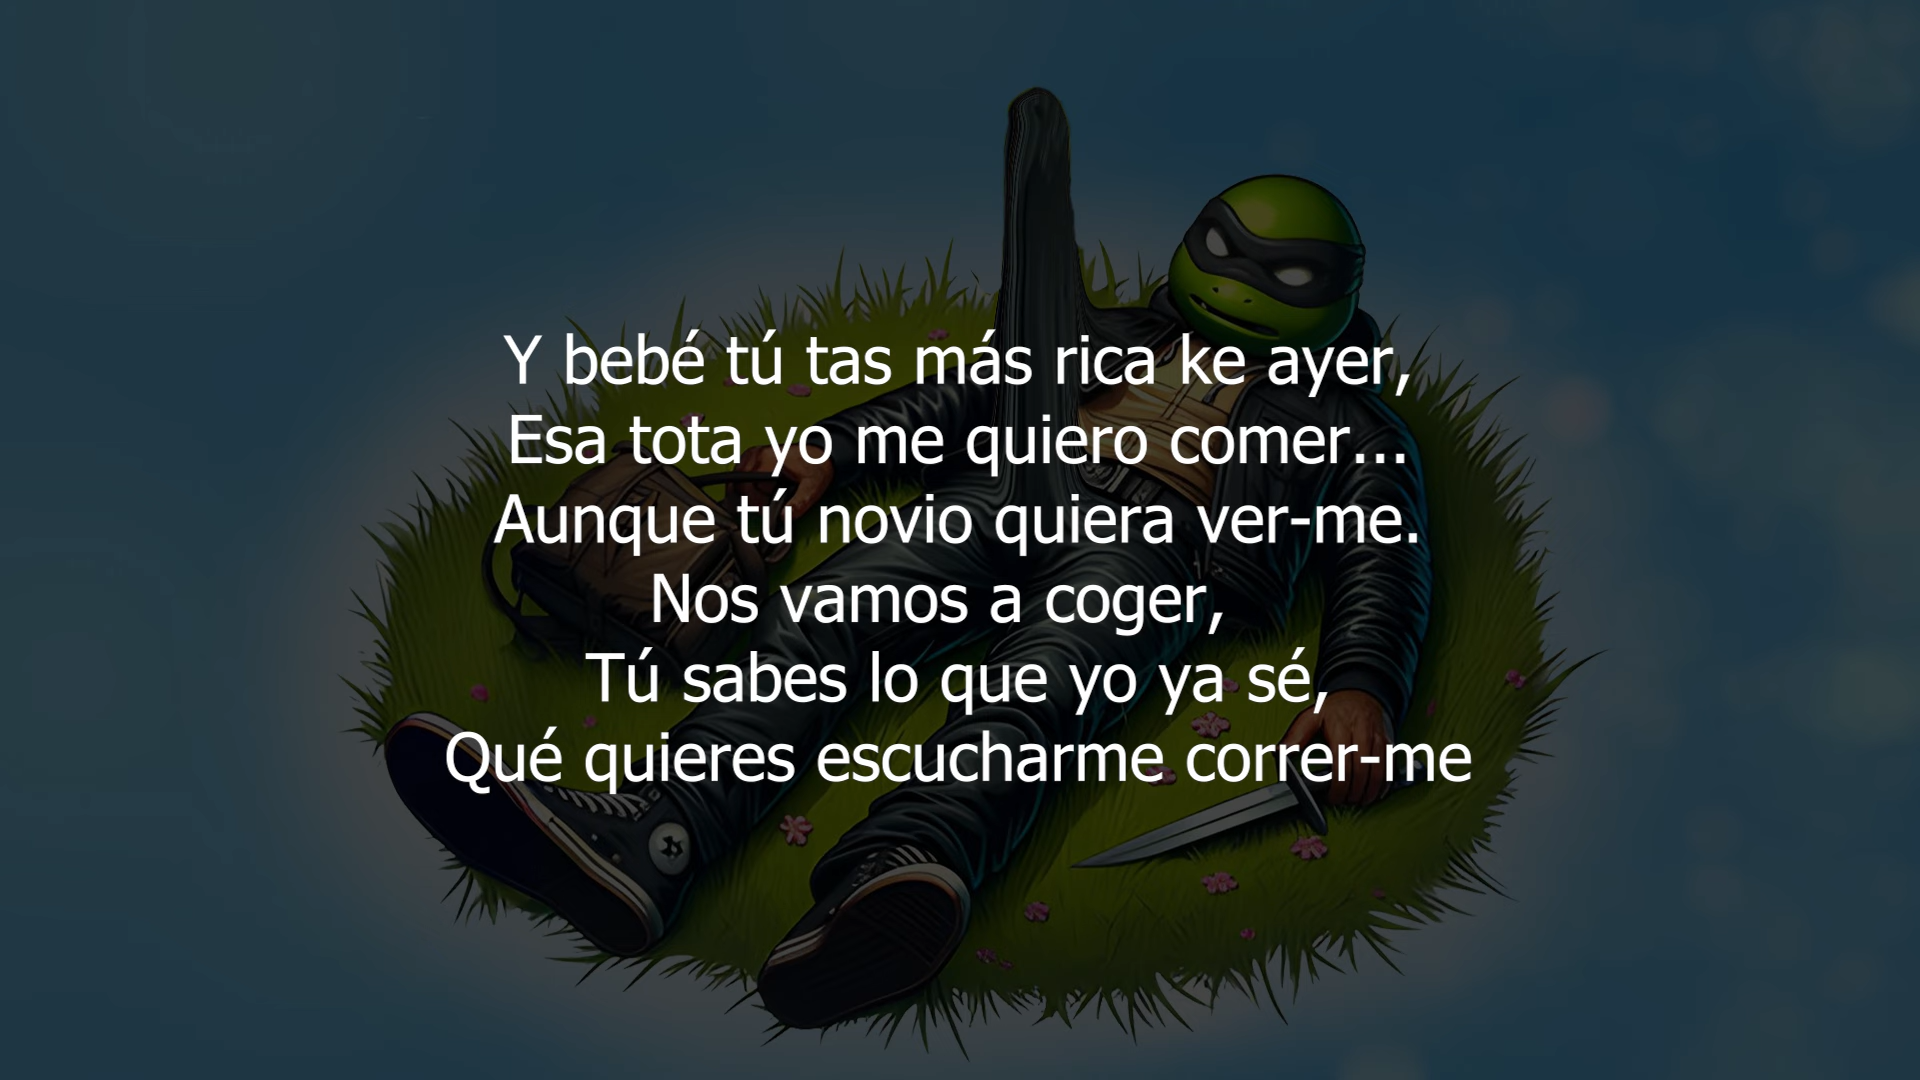 Y bebé tú tas más rica ke ayer,
Esa tota yo me quiero comer...
Aunque tú novio quiera ver-me.
Nos vamos a coger,
Tú sabes lo que yo ya sé,
Qué quieres escucharme correr-me